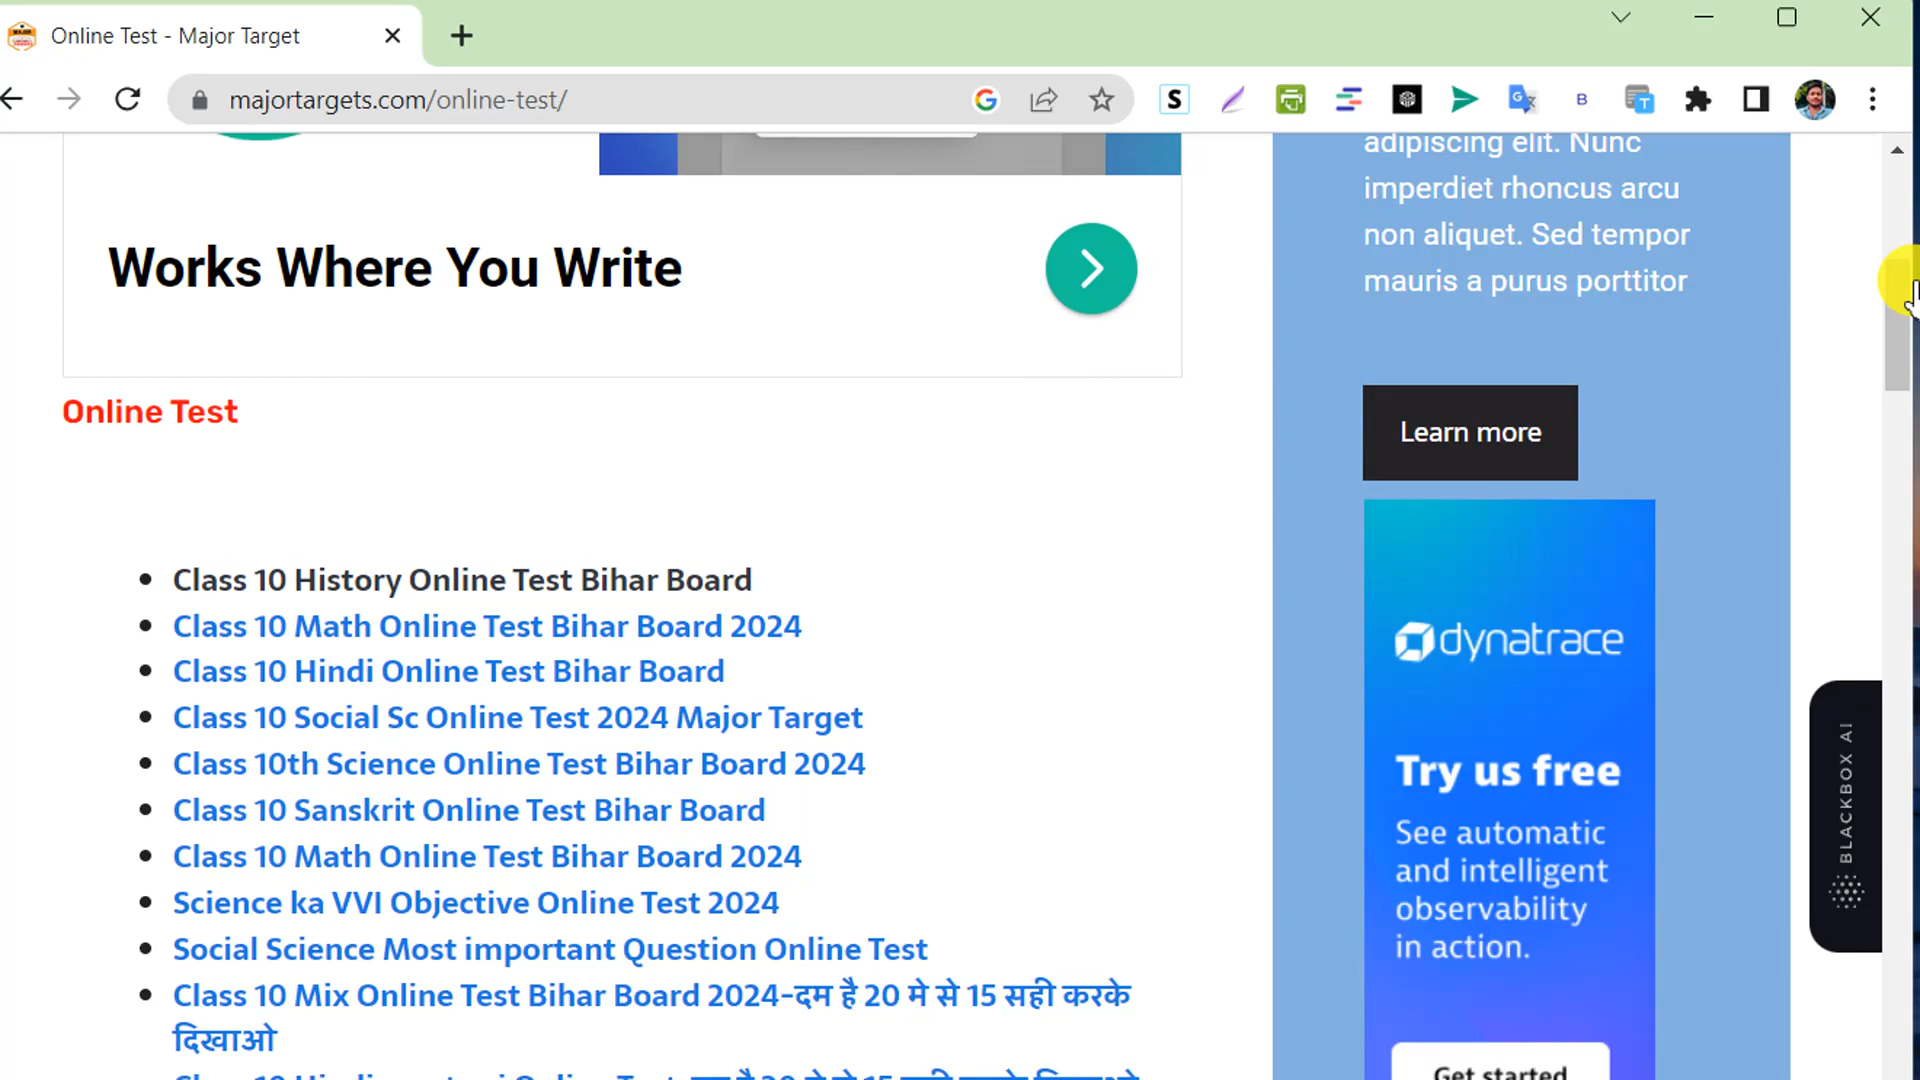 Online Test - Major Target
majortargets.com/online-test/
Works Where You Write
Online Test
Class 10 History Online Test Bihar Board
Class 10 Math Online Test Bihar Board 2024
Class 10 Hindi Online Test Bihar Board
Class 10 Social Sc Online Test 2024 Major Target
Class 10th Science Online Test Bihar Board 2024
Class 10 Sanskrit Online Test Bihar Board
Class 10 Math Online Test Bihar Board 2024
Science ka VVI Objective Online Test 2024
Social Science Most important Question Online Test
Class 10 Mix Online Test Bihar Board 2024-दम है 20 मे से 15 सही करके
दिखाओ
adipiscing elit. Nunc
imperdiet rhoncus arcu
non aliquet. Sed tempor
mauris a purus porttitor
Learn more
dynatrace
Try us free
See automatic
and intelligent
observability
in action.
Get started
BLACKBOX AI